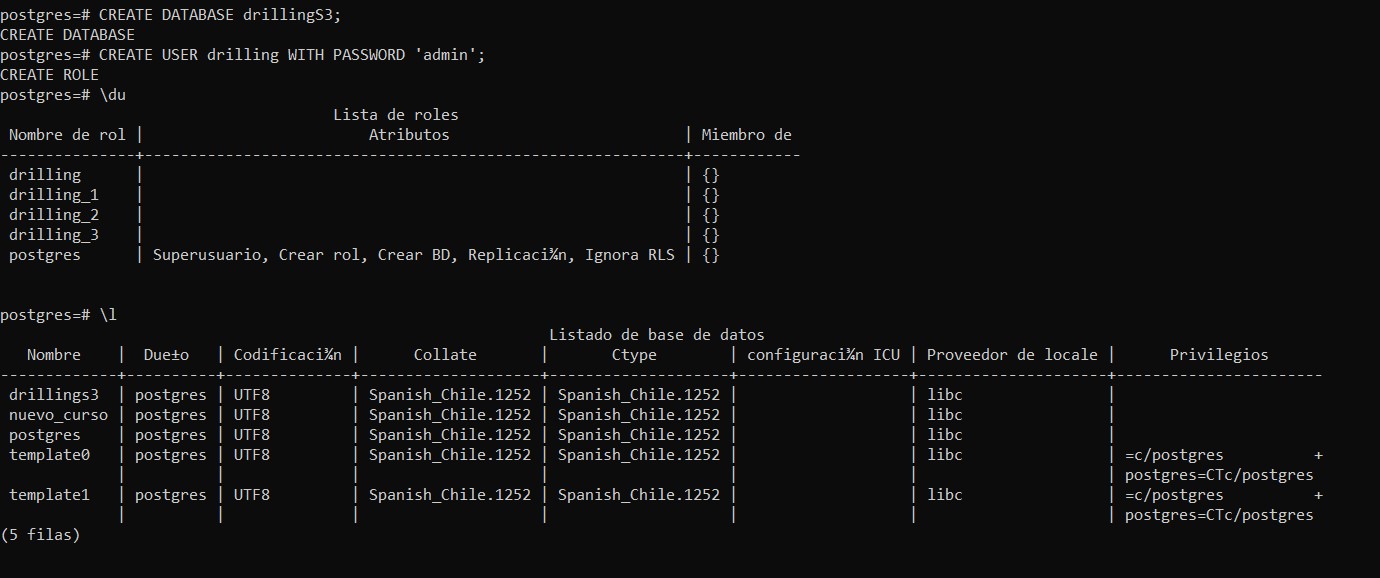 postgres=# CREATE DATABASE drillingS3;
CREATE DATABASE
postgres=# CREATE USER drilling WITH PASSWORD 'admin';
CREATE ROLE
postgres=# \du
                                     Lista de roles
 Nombre de rol |                         Atributos                          | Miembro de
---------------+------------------------------------------------------------+------------
 drilling      |                                                            | {}
 drilling_1    |                                                            | {}
 drilling_2    |                                                            | {}
 drilling_3    |                                                            | {}
 postgres      | Superusuario, Crear rol, Crear BD, Replicaci¾n, Ignora RLS | {}
postgres=# \l
                                                             Listado de base de datos
   Nombre    |  Due±o   | Codificaci¾n |      Collate       |       Ctype        | configuraci¾n ICU | Proveedor de locale |      Privilegios
-------------+----------+--------------+--------------------+--------------------+-------------------+---------------------+-----------------------
 drillings3  | postgres | UTF8         | Spanish_Chile.1252 | Spanish_Chile.1252 |                   | libc                |
 nuevo_curso | postgres | UTF8         | Spanish_Chile.1252 | Spanish_Chile.1252 |                   | libc                |
 postgres    | postgres | UTF8         | Spanish_Chile.1252 | Spanish_Chile.1252 |                   | libc                |
 template0   | postgres | UTF8         | Spanish_Chile.1252 | Spanish_Chile.1252 |                   | libc                | =c/postgres          +
             |          |              |                    |                    |                   |                     | postgres=CTc/postgres
 template1   | postgres | UTF8         | Spanish_Chile.1252 | Spanish_Chile.1252 |                   | libc                | =c/postgres          +
             |          |              |                    |                    |                   |                     | postgres=CTc/postgres
(5 filas)